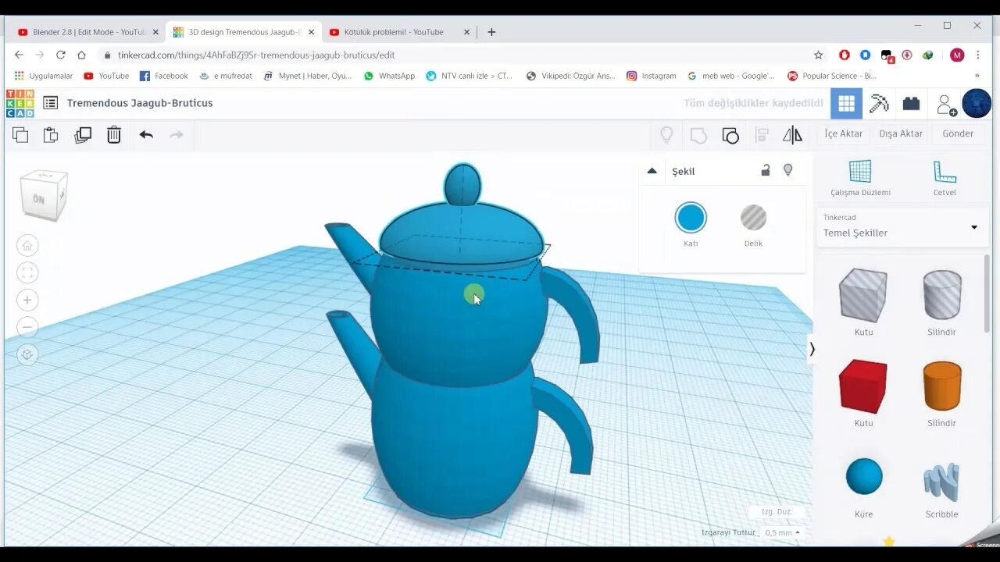 Blender 2.8 | Edit Mode - YouTub
3D design Tremendous Jaagub-B
Kötülük problemi! - YouTube
tinkercad.com/things/4AhFaBZj9Sr-tremendous-jaagub-bruticus/edit
4
M
Uygulamalar
YouTube
Facebook
e müfredat
Mynet | Haber, Oyu...
WhatsApp
NTV canlı izle > CT...
Vikipedi: Özgür Ans...
Instagram
meb web - Google'...
Popular Science - Bi...
»
TIN
KER
CAD
Tremendous Jaagub-Bruticus
Tüm değişiklikler kaydedildi
İçe Aktar
Dışa Aktar
Gönder
ÖN
Şekil
Katı
Delik
Çalışma Düzlemi
Cetvel
Tinkercad
Temel Şekiller
Kutu
Silindir
Kutu
Silindir
Küre
Scribble
Izg. Düz.
Izgarayı Tuttur
0,5 mm